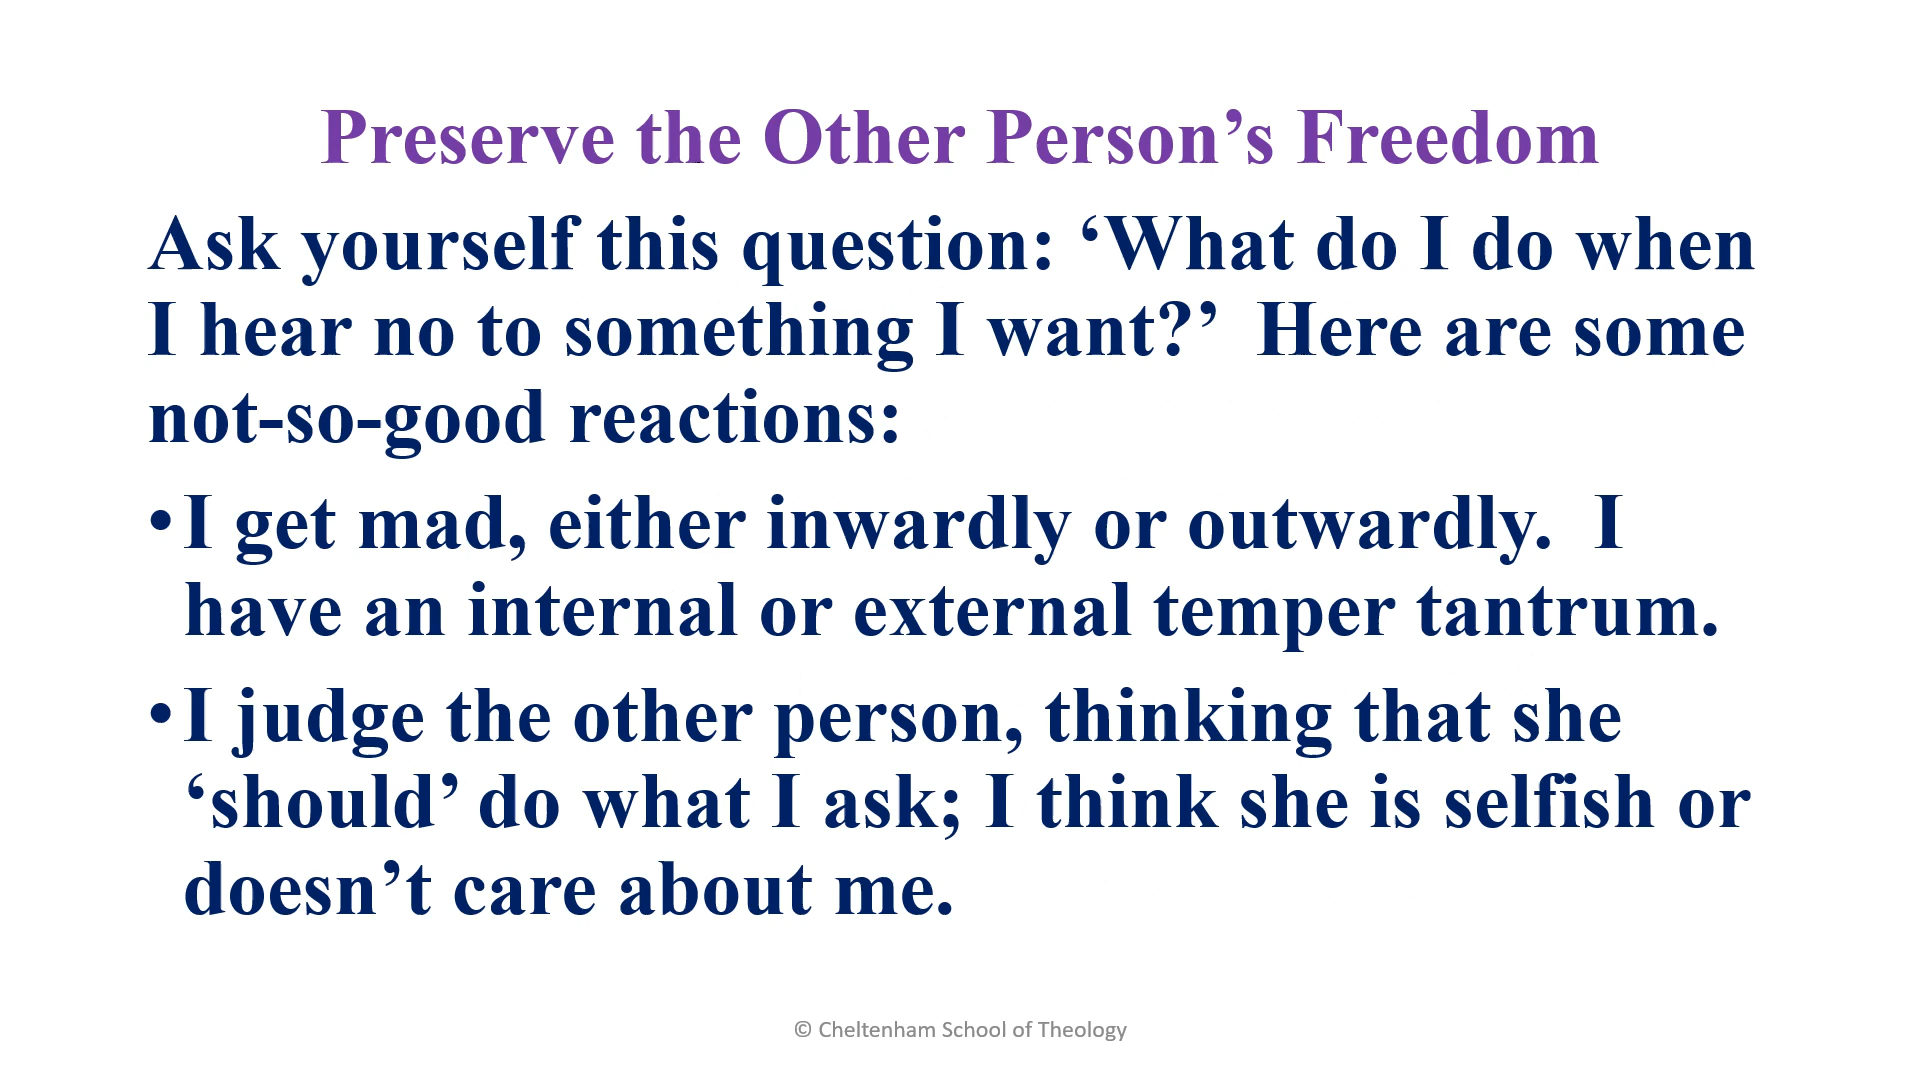 Preserve the Other Person’s Freedom
Ask yourself this question: ‘What do I do when
I hear no to something I want?’  Here are some
not-so-good reactions:
•I get mad, either inwardly or outwardly.  I
have an internal or external temper tantrum.
•I judge the other person, thinking that she
‘should’ do what I ask; I think she is selfish or
doesn’t care about me.
© Cheltenham School of Theology